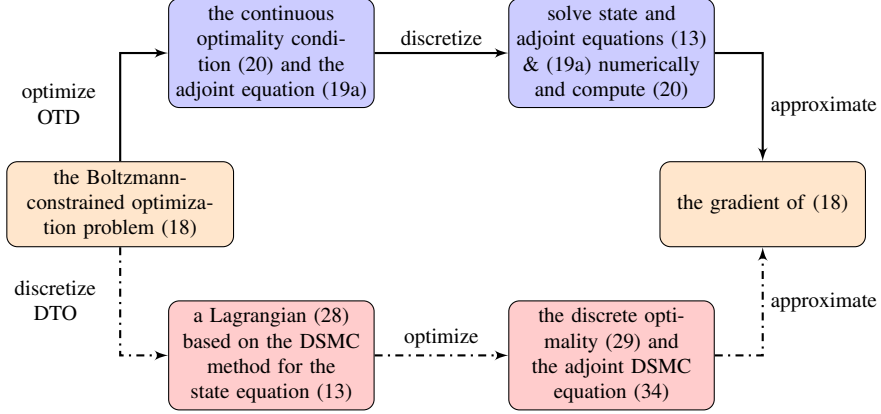 the continuous
optimality condi-
tion (20) and the
adjoint equation (19a)
discretize
solve state and
adjoint equations (13)
& (19a) numerically
and compute (20)
optimize
OTD
approximate
the Boltzmann-
constrained optimiza-
tion problem (18)
the gradient of (18)
discretize
DTO
approximate
a Lagrangian (28)
based on the DSMC
method for the
state equation (13)
optimize
the discrete opti-
mality (29) and
the adjoint DSMC
equation (34)